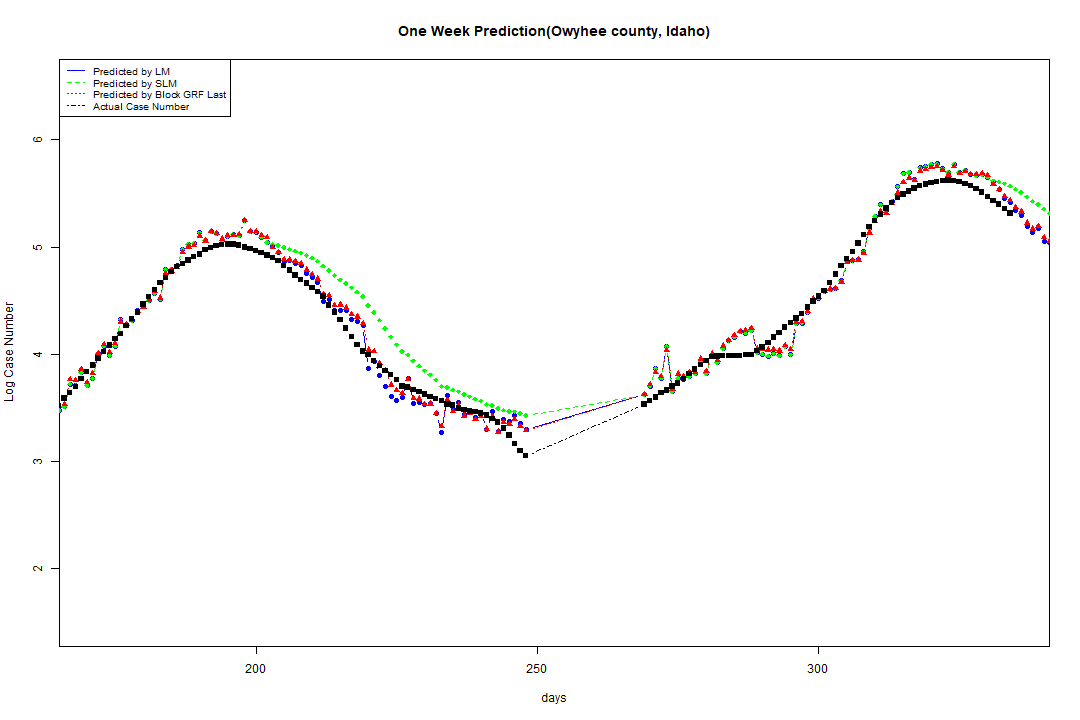 One Week Prediction(Owyhee county, Idaho)
Predicted by LM
Predicted by SLM
Predicted by Block GRF Last
Actual Case Number
6
5
4
3
2
Log Case Number
200
250
300
days